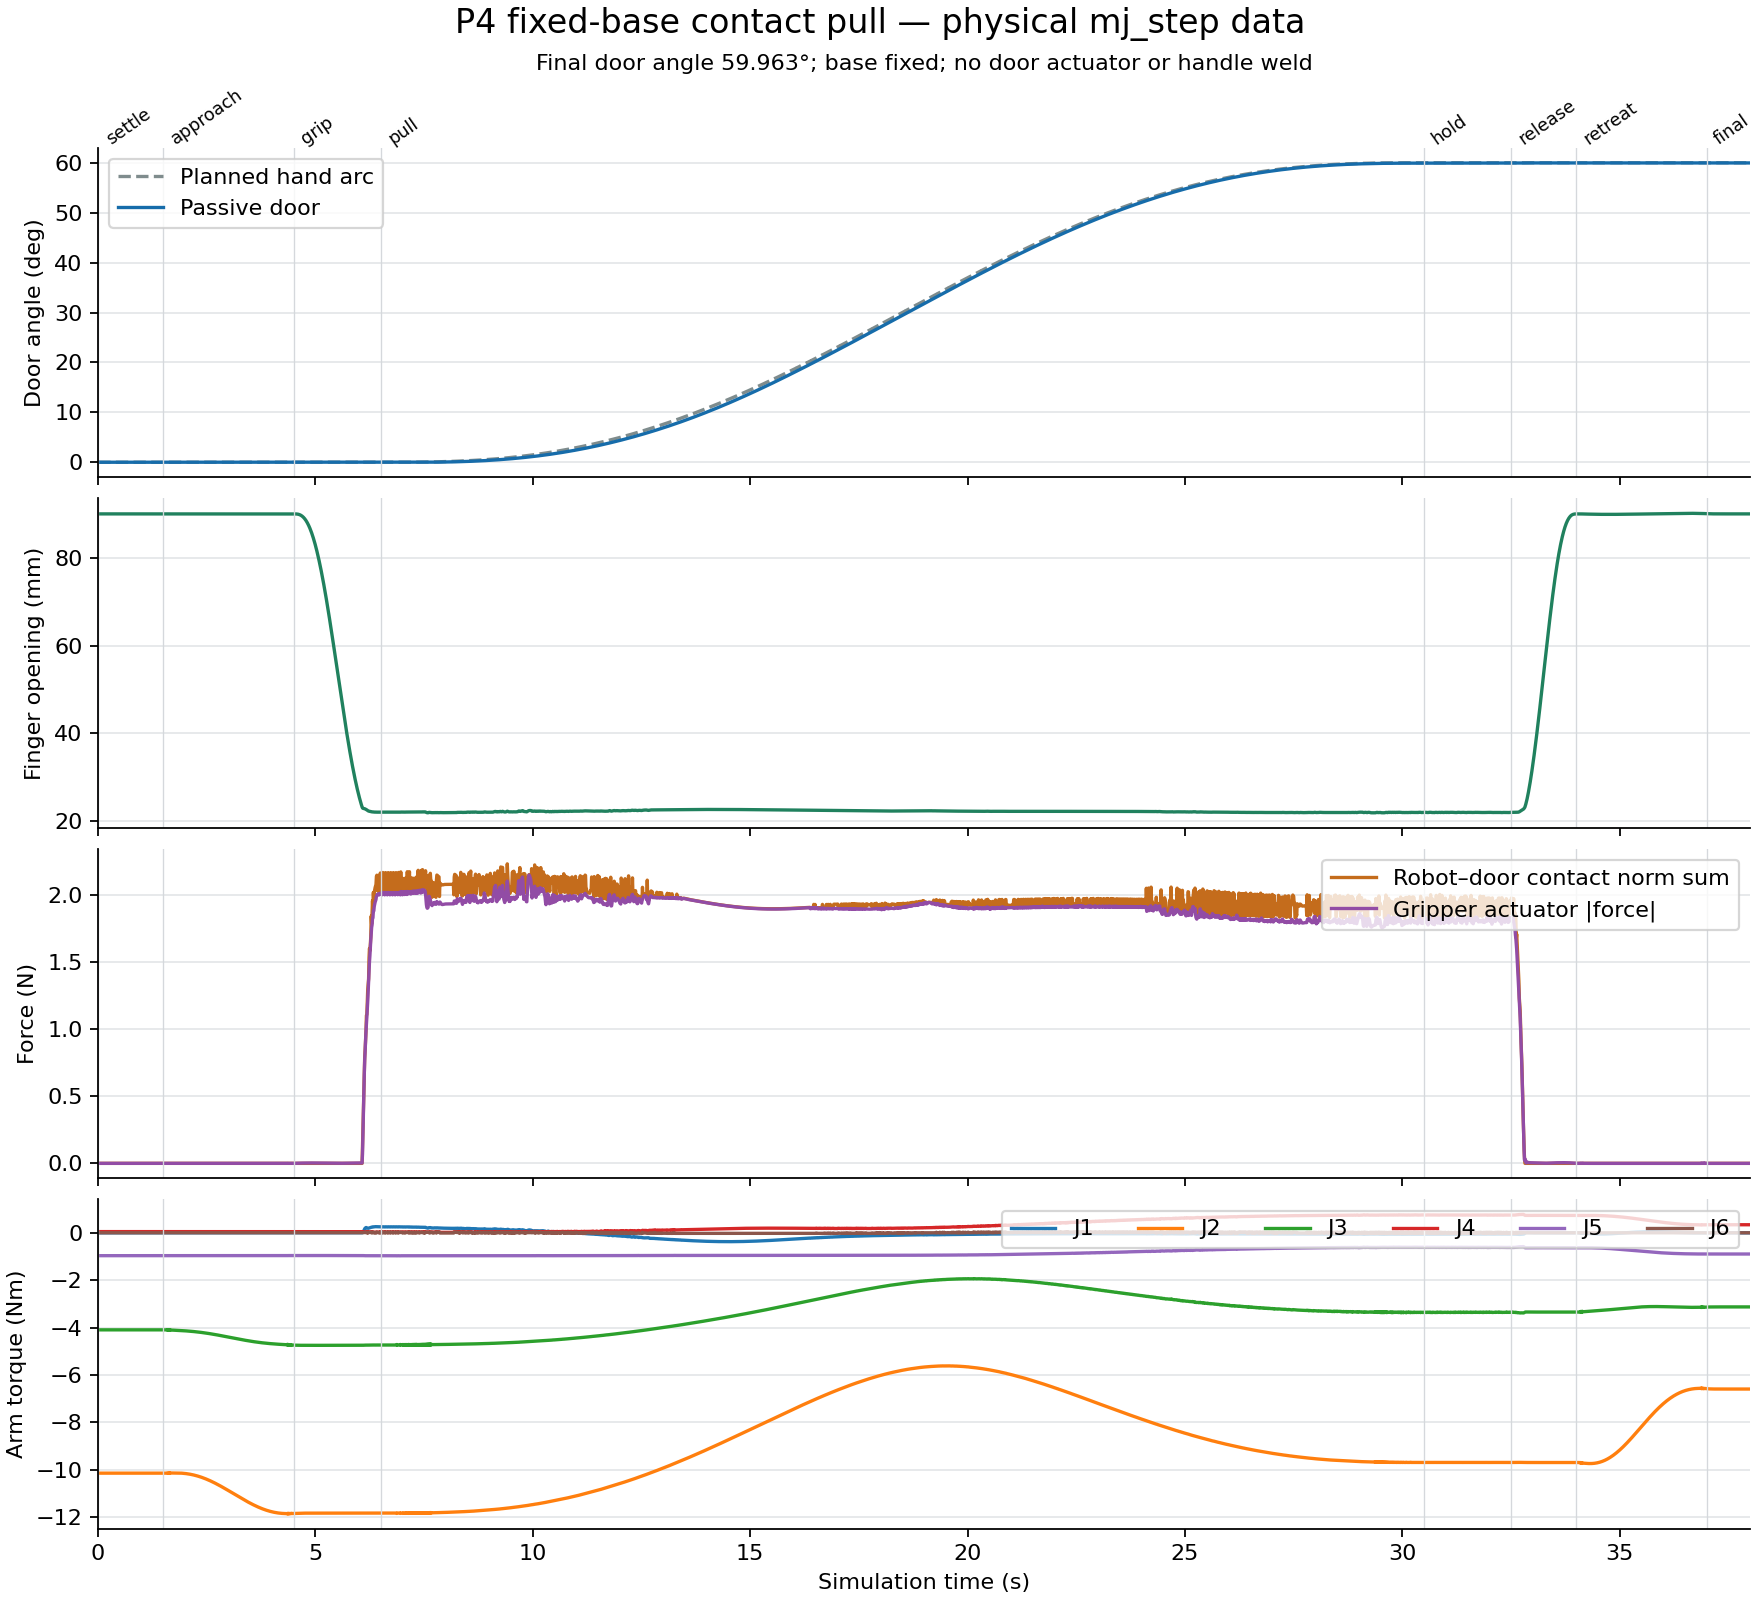 P4 fixed-base contact pull — physical mj_step data
Final door angle 59.963°; base fixed; no door actuator or handle weld
settle approach grip pull hold release retreat final
Door angle (deg)
60
50
40
30
20
10
0
Planned hand arc
Passive door
Finger opening (mm)
80
60
40
20
Force (N)
2.0
1.5
1.0
0.5
0.0
Robot–door contact norm sum
Gripper actuator |force|
Arm torque (Nm)
0
−2
−4
−6
−8
−10
−12
J1 J2 J3 J4 J5 J6
0 5 10 15 20 25 30 35
Simulation time (s)